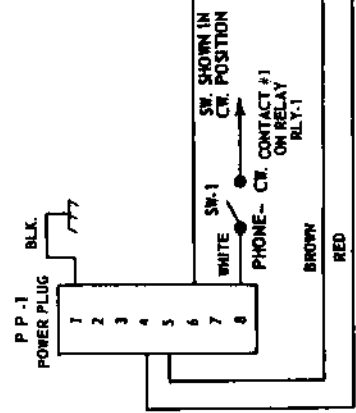 P P-1
POWER PLUG
BLK.
1
2
3
4
5
6
7
8
SW. SHOWN IN
CW. POSITION
WHITE
SW-1
PHONE - CW. CONTACT #1
ON RELAY
RLY-1
BROWN
RED